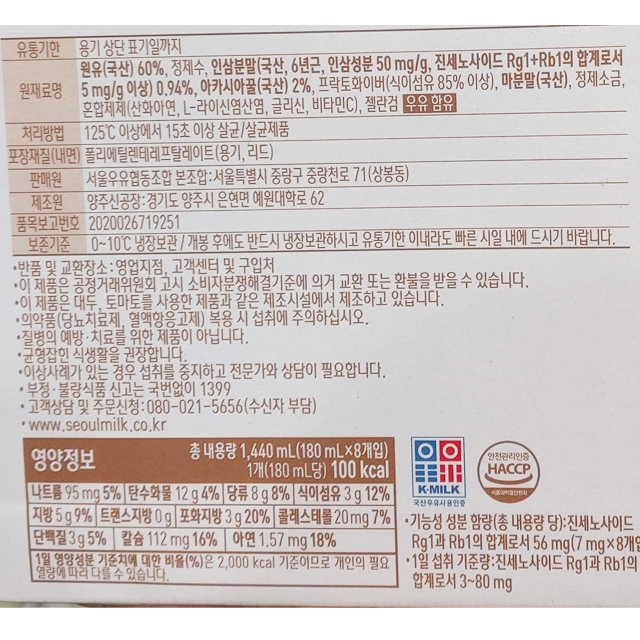 유통기한 용기 상단 표기일까지
원재료명 원유(국산) 60%, 정제수, 인삼분말(국산, 6년근, 인삼성분 50 mg/g, 진세노사이드 Rg1+Rb1의 합계로서
5 mg/g 이상) 0.94%, 아카시아꿀(국산) 2%, 프락토화이버(식이섬유 85% 이상), 마분말(국산), 정제소금,
혼합제제(산화아연, L-라이신염산염, 글리신, 비타민C), 젤란검 우유 함유
처리방법 125℃ 이상에서 15초 이상 살균/살균제품
포장재질(내면) 폴리에틸렌테레프탈레이트(용기, 리드)
판매원 서울우유협동조합 본조합:서울특별시 중랑구 중랑천로 71(상봉동)
제조원 양주신공장:경기도 양주시 은현면 예원대학로 62
품목보고번호 2020026719251
보존기준 0~10℃ 냉장보관/개봉 후에도 반드시 냉장보관하시고 유통기한 이내라도 빠른 시일 내에 드시기 바랍니다.
•반품 및 교환장소:영업지점, 고객센터 및 구입처
•이 제품은 공정거래위원회 고시 소비자분쟁해결기준에 의거 교환 또는 환불을 받을 수 있습니다.
•이 제품은 대두, 토마토를 사용한 제품과 같은 제조시설에서 제조하고 있습니다.
•의약품(당뇨치료제, 혈액항응고제) 복용 시 섭취에 주의하십시오.
•질병의 예방·치료를 위한 제품이 아닙니다.
•균형잡힌 식생활을 권장합니다.
•이상사례가 있는 경우 섭취를 중지하고 전문가와 상담이 필요합니다.
•부정·불량식품 신고는 국번없이 1399
•고객상담 및 주문신청:080-021-5656(수신자 부담)
•www.seoulmilk.co.kr
영양정보 총 내용량 1,440 mL(180 mL×8개입)
1개(180 mL당) 100 kcal
나트륨 95 mg 5% 탄수화물 12 g 4% 당류 8 g 8% 식이섬유 3 g 12%
지방 5 g 9% 트랜스지방 0 g 포화지방 3 g 20% 콜레스테롤 20 mg 7%
단백질 3 g 5% 칼슘 112 mg 16% 아연 1.57 mg 18%
1일 영양성분 기준치에 대한 비율(%)은 2,000 kcal 기준이므로 개인의 필요
열량에 따라 다를 수 있습니다.
K·MILK
국산우유사용인증
안전관리인증
HACCP
식품의약품안전처
•기능성 성분 함량(총 내용량 당):진세노사이드
Rg1과 Rb1의 합계로서 56 mg(7 mg×8개입
•1일 섭취 기준량:진세노사이드 Rg1과 Rb1의
합계로서 3~80 mg